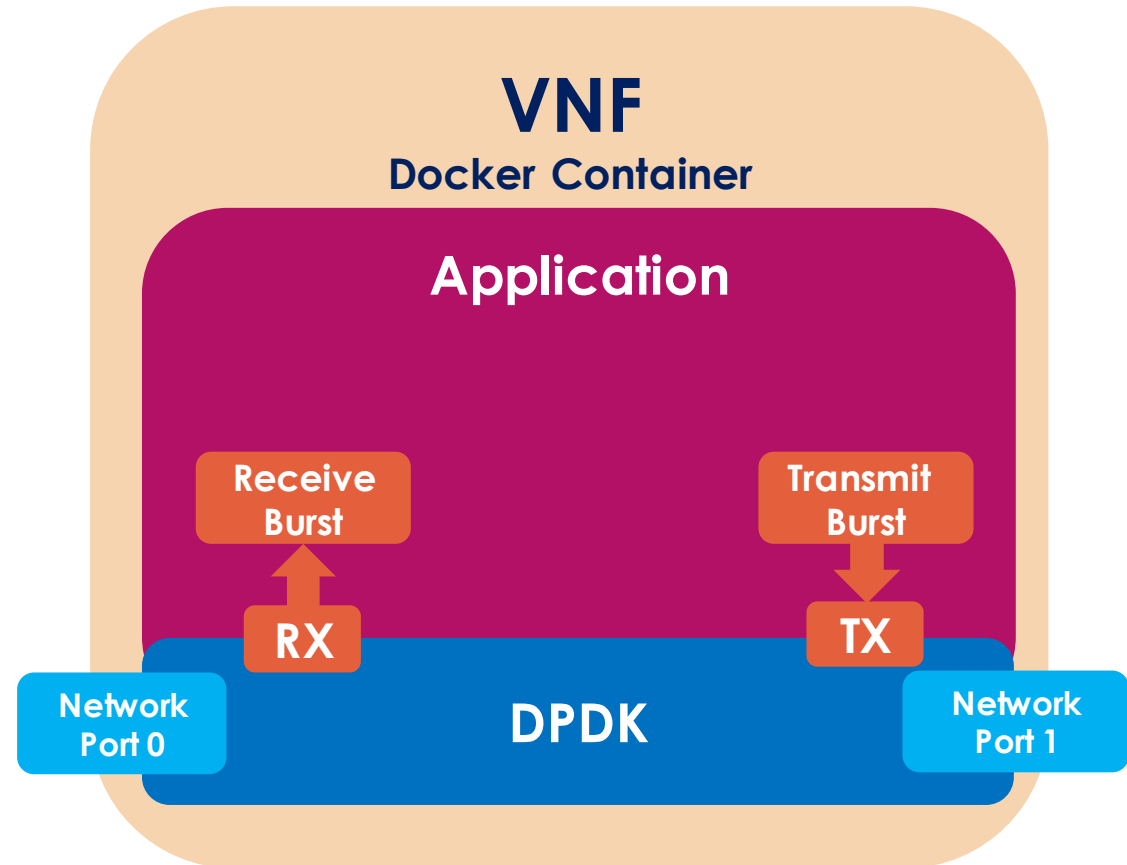 VNF
Docker Container
Application
Receive
Burst
Transmit
Burst
RX
TX
Network
Port 0
DPDK
Network
Port 1